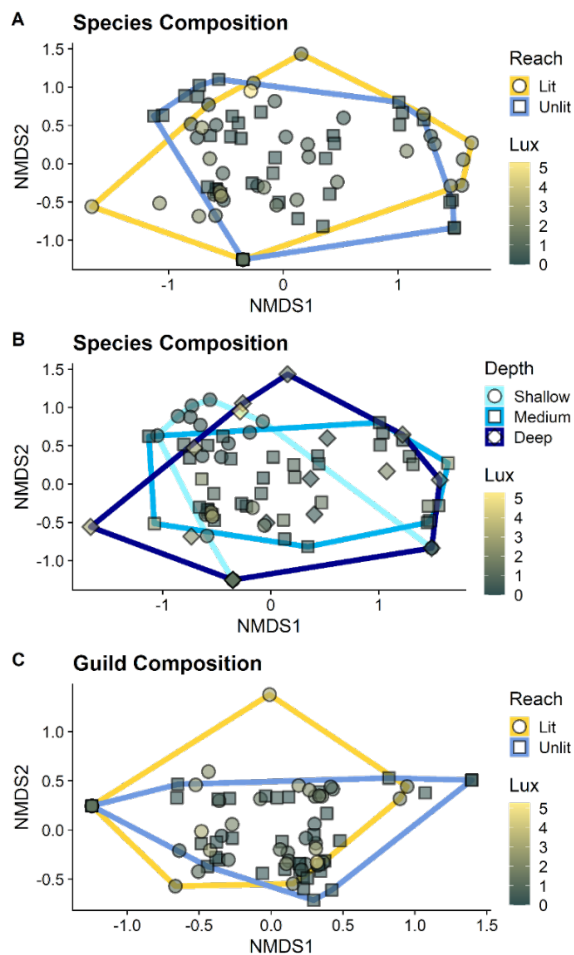 A Species Composition
1.5
1.0
0.5
0.0
-0.5
-1.0
NMDS2
-1 0 1
NMDS1
Reach
Lit
Unlit
Lux
5
4
3
2
1
0
B Species Composition
1.5
1.0
0.5
0.0
-0.5
-1.0
NMDS2
-1 0 1
NMDS1
Depth
Shallow
Medium
Deep
Lux
5
4
3
2
1
0
C Guild Composition
1.0
0.5
0.0
-0.5
NMDS2
-1.0 -0.5 0.0 0.5 1.0 1.5
NMDS1
Reach
Lit
Unlit
Lux
5
4
3
2
1
0